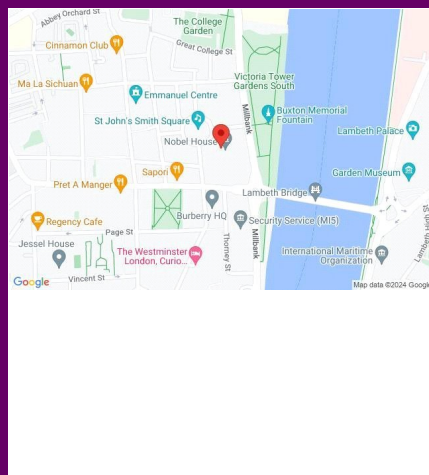 Abbey Orchard St
The College
Garden
Cinnamon Club
Great College St
Ma La Sichuan
Victoria Tower
Gardens South
Emmanuel Centre
Millbank
Buxton Memorial
Fountain
St John's Smith Square
Lambeth Palace
Nobel House
Sapori
Garden Museum
Pret A Manger
Lambeth Bridge
Burberry HQ
Security Service (MI5)
Regency Cafe
Page St
Lambeth High St
Jessel House
Thorney St
Millbank
The Westminster
London, Curio...
International Maritime
Organization
Vincent St
Google
Map data ©2024 Google